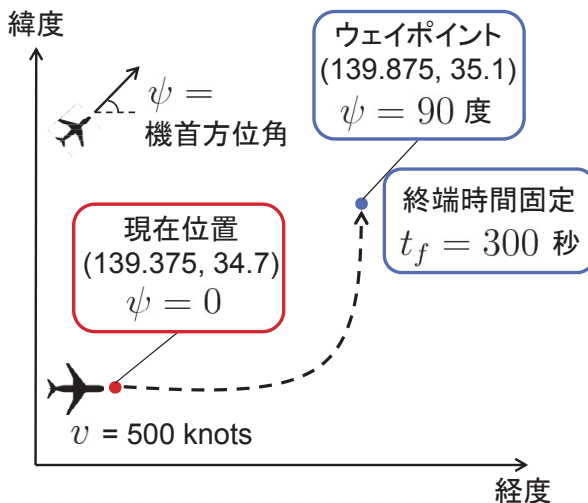 緯度
ψ =
機首方位角
ウェイポイント
(139.875, 35.1)
ψ = 90 度
終端時間固定
t_f = 300 秒
現在位置
(139.375, 34.7)
ψ = 0
v = 500 knots
経度